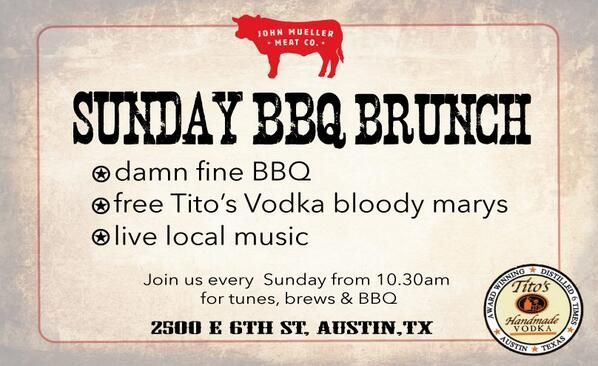 JOHN MUELLER
• MEAT CO. •
SUNDAY BBQ BRUNCH
damn fine BBQ
free Tito's Vodka bloody marys
live local music
Join us every Sunday from 10.30am
for tunes, brews & BBQ
2500 E 6TH ST, AUSTIN,TX
AWARD WINNING ★ DISTILLED 6 TIMES
Tito's
Handmade
VODKA
★ AUSTIN ★ TEXAS ★